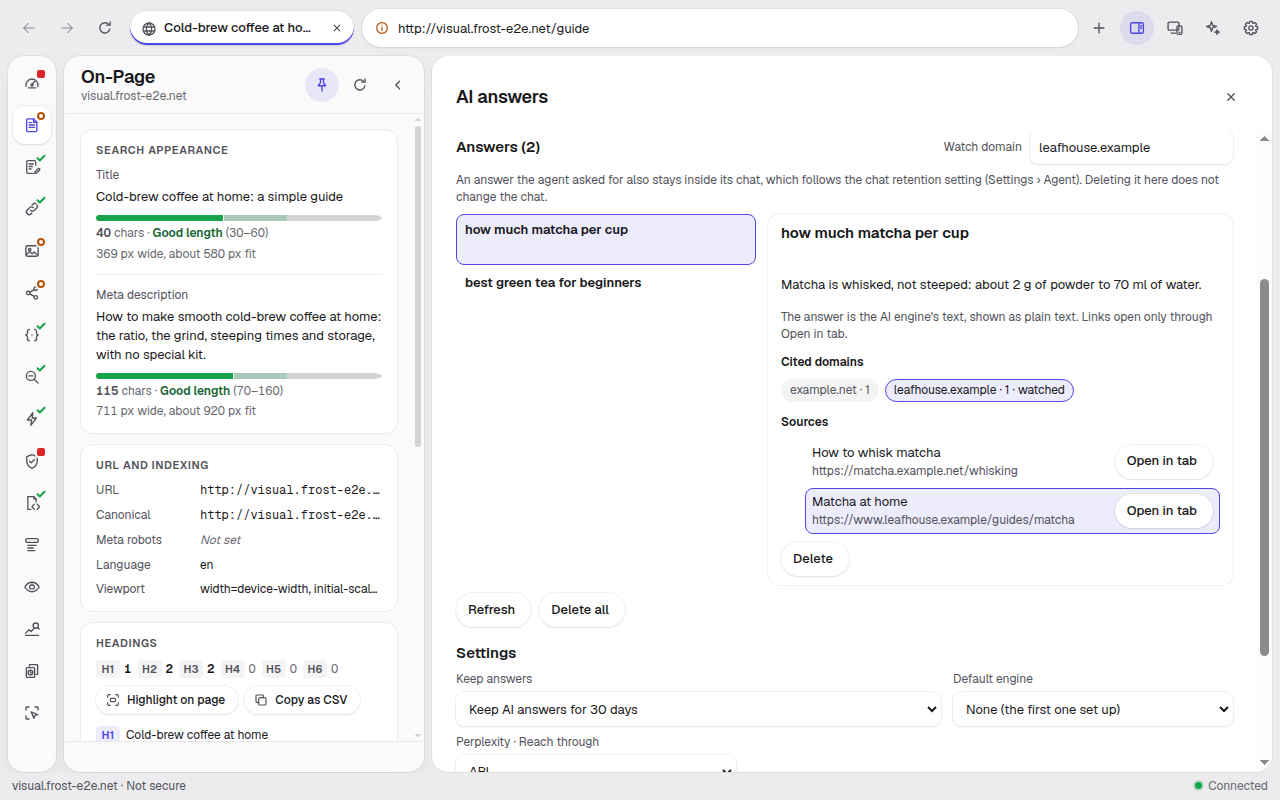 Cold-brew coffee at ho...
http://visual.frost-e2e.net/guide
On-Page
visual.frost-e2e.net
SEARCH APPEARANCE
Title
Cold-brew coffee at home: a simple guide
40 chars · Good length (30–60)
369 px wide, about 580 px fit
Meta description
How to make smooth cold-brew coffee at home:
the ratio, the grind, steeping times and storage,
with no special kit.
115 chars · Good length (70–160)
711 px wide, about 920 px fit
URL AND INDEXING
URL http://visual.frost-e2e.…
Canonical http://visual.frost-e2e.…
Meta robots Not set
Language en
Viewport width=device-width, initial-scal…
HEADINGS
H1 1 H2 2 H3 2 H4 0 H5 0 H6 0
Highlight on page Copy as CSV
H1 Cold-brew coffee at home
AI answers
Answers (2)
Watch domain leafhouse.example
An answer the agent asked for also stays inside its chat, which follows the chat retention setting (Settings › Agent). Deleting it here does not
change the chat.
how much matcha per cup
best green tea for beginners
how much matcha per cup
Matcha is whisked, not steeped: about 2 g of powder to 70 ml of water.
The answer is the AI engine's text, shown as plain text. Links open only through
Open in tab.
Cited domains
example.net · 1 leafhouse.example · 1 · watched
Sources
How to whisk matcha
https://matcha.example.net/whisking
Open in tab
Matcha at home
https://www.leafhouse.example/guides/matcha
Open in tab
Delete
Refresh Delete all
Settings
Keep answers Default engine
Keep AI answers for 30 days None (the first one set up)
Perplexity · Reach through
API
visual.frost-e2e.net · Not secure
Connected